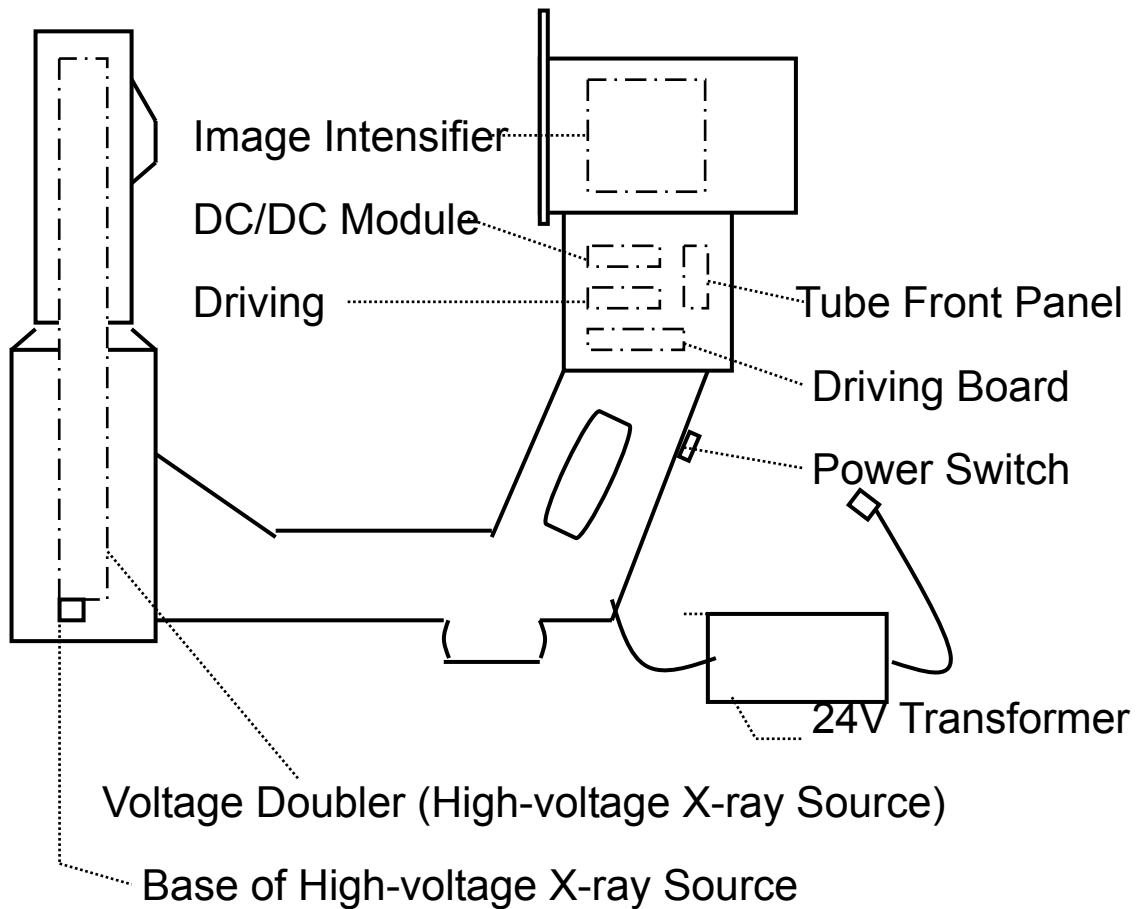 Image Intensifier
DC/DC Module
Driving
Tube Front Panel
Driving Board
Power Switch
24V Transformer
Voltage Doubler (High-voltage X-ray Source)
Base of High-voltage X-ray Source